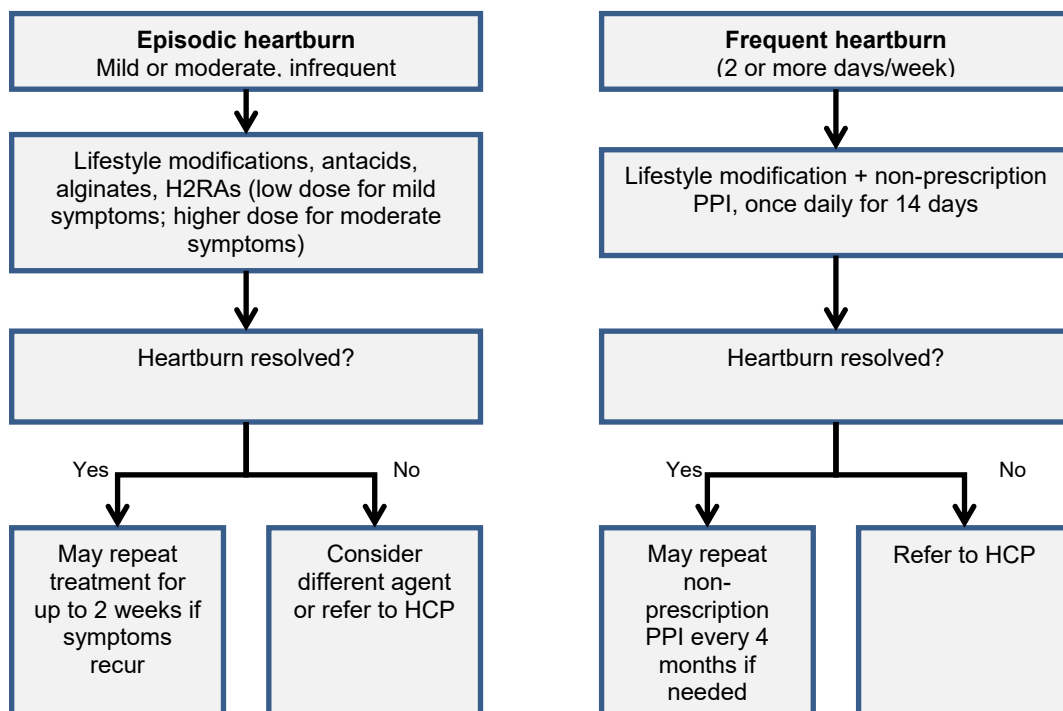 Episodic heartburn
Mild or moderate, infrequent
Lifestyle modifications, antacids,
alginates, H2RAs (low dose for mild
symptoms; higher dose for moderate
symptoms)
Heartburn resolved?
Yes
No
May repeat
treatment for
up to 2 weeks if
symptoms
recur
Consider
different agent
or refer to HCP
Frequent heartburn
(2 or more days/week)
Lifestyle modification + non-prescription
PPI, once daily for 14 days
Heartburn resolved?
Yes
No
May repeat
non-
prescription
PPI every 4
months if
needed
Refer to HCP